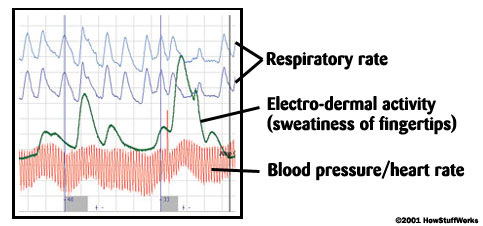 Respiratory rate
Electro-dermal activity
(sweatiness of fingertips)
Blood pressure/heart rate
©2001 HowStuffWorks